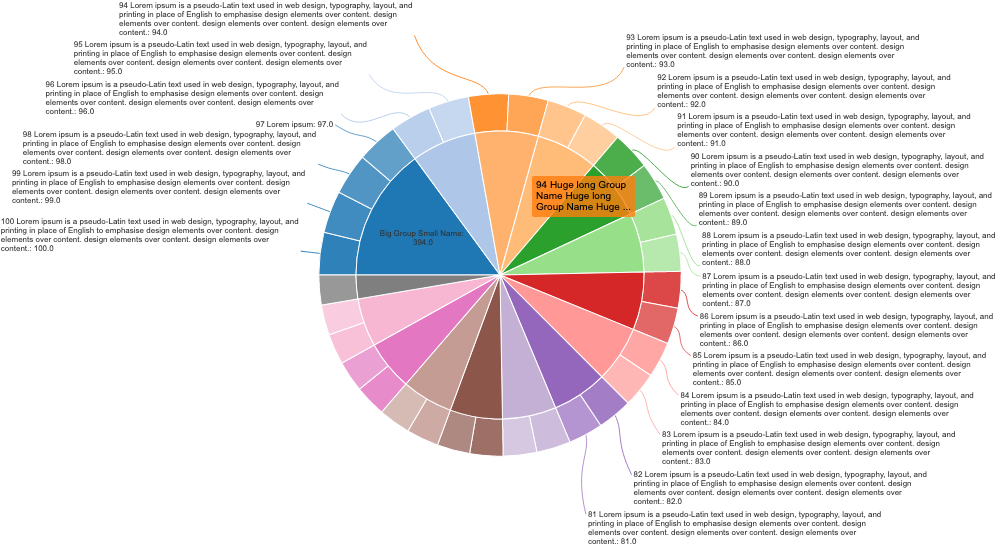 94 Lorem ipsum is a pseudo-Latin text used in web design, typography, layout, and
printing in place of English to emphasise design elements over content. design
elements over content. design elements over content. design elements over
content.: 94.0
95 Lorem ipsum is a pseudo-Latin text used in web design, typography, layout, and
printing in place of English to emphasise design elements over content. design
elements over content. design elements over content. design elements over
content.: 95.0
96 Lorem ipsum is a pseudo-Latin text used in web design, typography, layout, and
printing in place of English to emphasise design elements over content. design
elements over content. design elements over content. design elements over
content.: 96.0
97 Lorem ipsum: 97.0
98 Lorem ipsum is a pseudo-Latin text used in web design, typography, layout, and
printing in place of English to emphasise design elements over content. design
elements over content. design elements over content. design elements over
content.: 98.0
99 Lorem ipsum is a pseudo-Latin text used in web design, typography, layout, and
printing in place of English to emphasise design elements over content. design
elements over content. design elements over content. design elements over
content.: 99.0
100 Lorem ipsum is a pseudo-Latin text used in web design, typography, layout, and
printing in place of English to emphasise design elements over content. design
elements over content. design elements over content. design elements over
content.: 100.0
Big Group Small Name:
394.0
94 Huge long Group
Name Huge long
Group Name Huge ...
93 Lorem ipsum is a pseudo-Latin text used in web design, typography, layout, and
printing in place of English to emphasise design elements over content. design
elements over content. design elements over content. design elements over
content.: 93.0
92 Lorem ipsum is a pseudo-Latin text used in web design, typography, layout, and
printing in place of English to emphasise design elements over content. design
elements over content. design elements over content. design elements over
content.: 92.0
91 Lorem ipsum is a pseudo-Latin text used in web design, typography, layout, and
printing in place of English to emphasise design elements over content. design
elements over content. design elements over content. design elements over
content.: 91.0
90 Lorem ipsum is a pseudo-Latin text used in web design, typography, layout, and
printing in place of English to emphasise design elements over content. design
elements over content. design elements over content. design elements over
content.: 90.0
89 Lorem ipsum is a pseudo-Latin text used in web design, typography, layout, and
printing in place of English to emphasise design elements over content. design
elements over content. design elements over content. design elements over
content.: 89.0
88 Lorem ipsum is a pseudo-Latin text used in web design, typography, layout, and
printing in place of English to emphasise design elements over content. design
elements over content. design elements over content. design elements over
content.: 88.0
87 Lorem ipsum is a pseudo-Latin text used in web design, typography, layout, and
printing in place of English to emphasise design elements over content. design
elements over content. design elements over content. design elements over
content.: 87.0
86 Lorem ipsum is a pseudo-Latin text used in web design, typography, layout, and
printing in place of English to emphasise design elements over content. design
elements over content. design elements over content. design elements over
content.: 86.0
85 Lorem ipsum is a pseudo-Latin text used in web design, typography, layout, and
printing in place of English to emphasise design elements over content. design
elements over content. design elements over content. design elements over
content.: 85.0
84 Lorem ipsum is a pseudo-Latin text used in web design, typography, layout, and
printing in place of English to emphasise design elements over content. design
elements over content. design elements over content. design elements over
content.: 84.0
83 Lorem ipsum is a pseudo-Latin text used in web design, typography, layout, and
printing in place of English to emphasise design elements over content. design
elements over content. design elements over content. design elements over
content.: 83.0
82 Lorem ipsum is a pseudo-Latin text used in web design, typography, layout, and
printing in place of English to emphasise design elements over content. design
elements over content. design elements over content. design elements over
content.: 82.0
81 Lorem ipsum is a pseudo-Latin text used in web design, typography, layout, and
printing in place of English to emphasise design elements over content. design
elements over content. design elements over content. design elements over
content.: 81.0